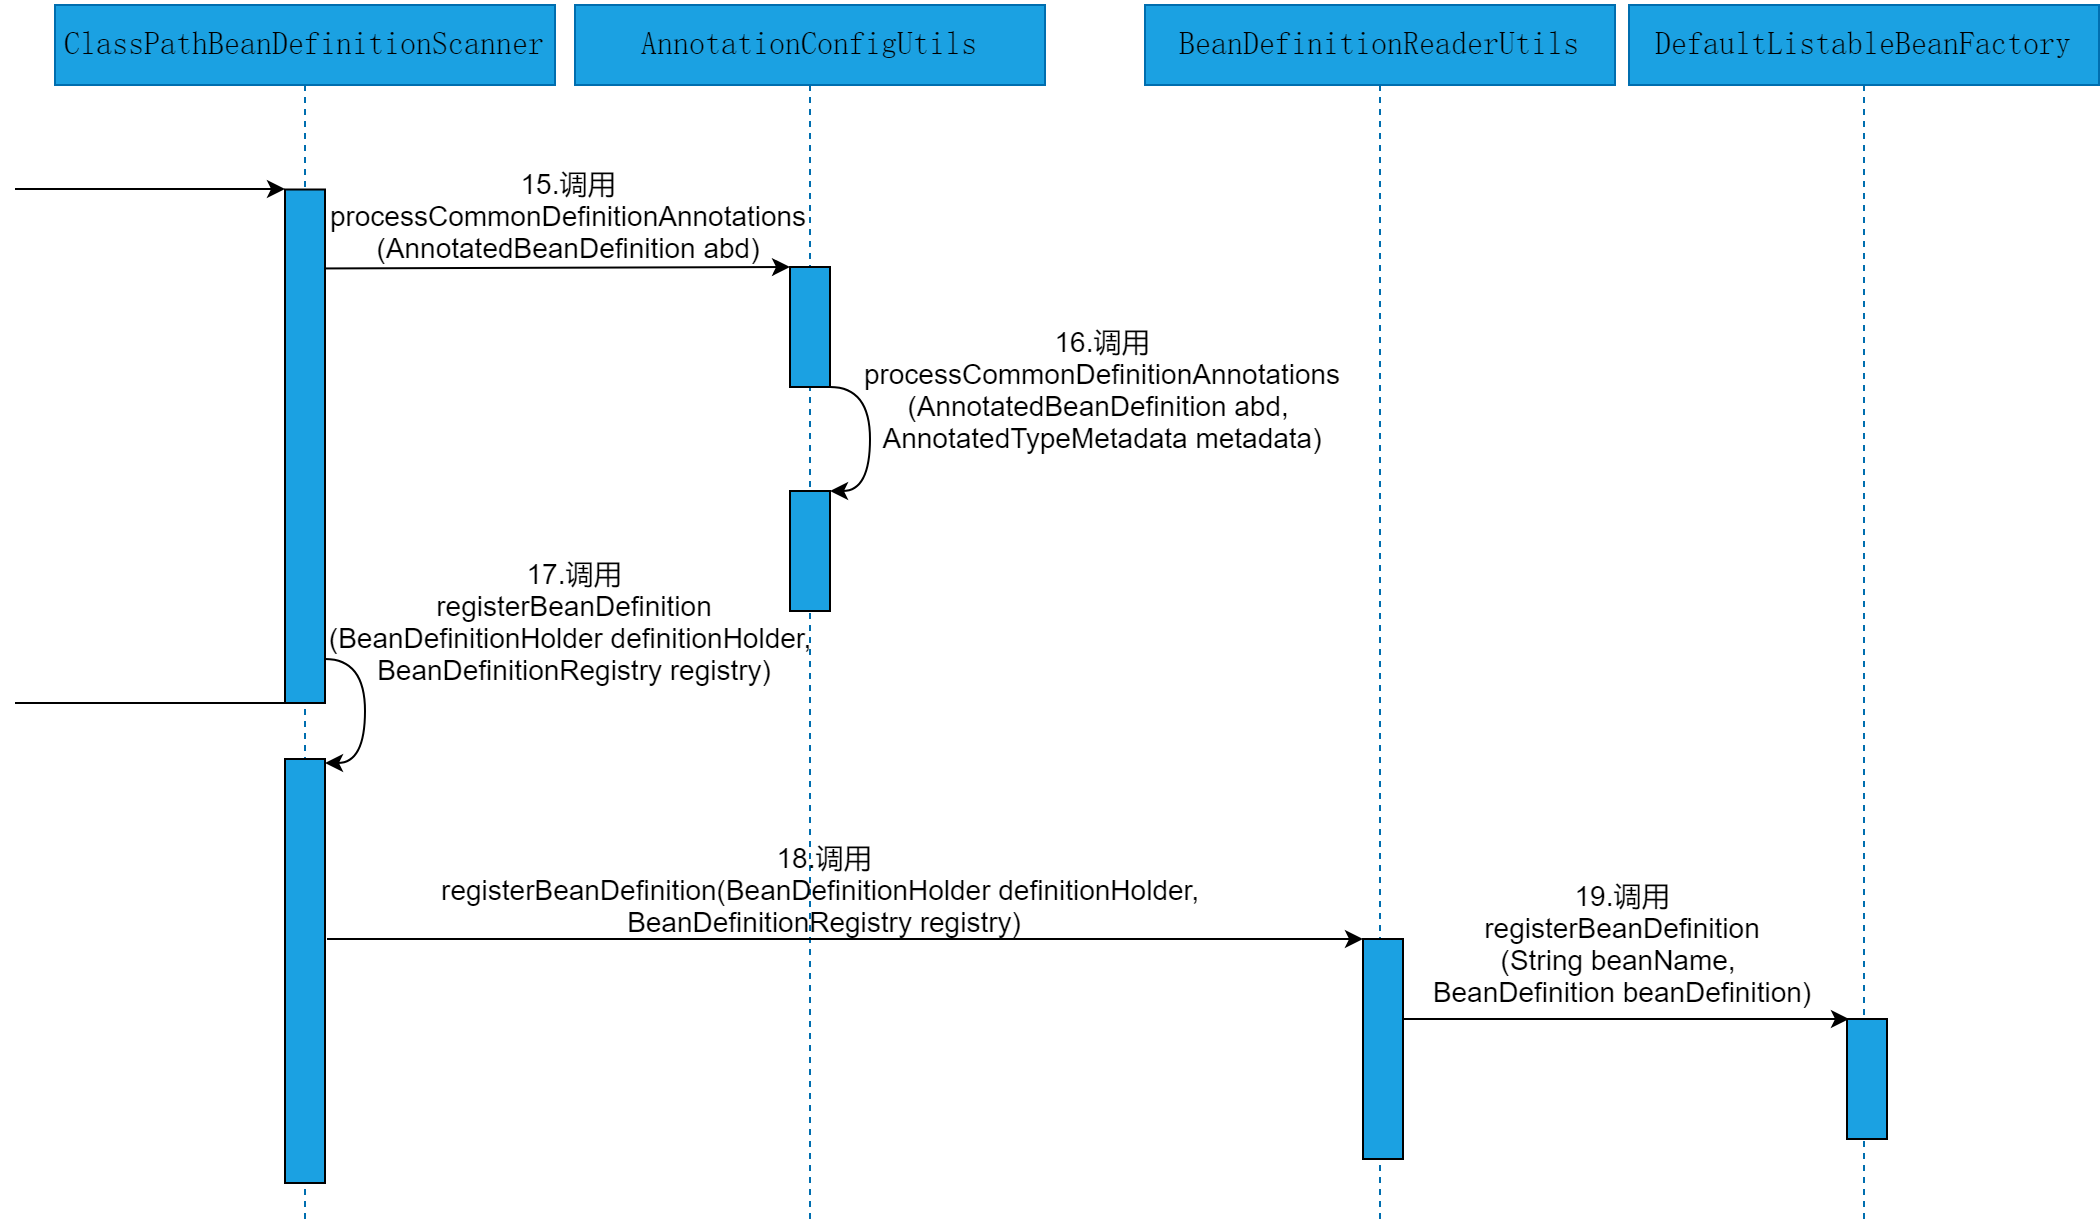 ClassPathBeanDefinitionScanner
AnnotationConfigUtils
BeanDefinitionReaderUtils
DefaultListableBeanFactory
15.调用
processCommonDefinitionAnnotations
(AnnotatedBeanDefinition abd)
16.调用
processCommonDefinitionAnnotations
(AnnotatedBeanDefinition abd,
AnnotatedTypeMetadata metadata)
17.调用
registerBeanDefinition
(BeanDefinitionHolder definitionHolder,
BeanDefinitionRegistry registry)
18.调用
registerBeanDefinition(BeanDefinitionHolder definitionHolder,
BeanDefinitionRegistry registry)
19.调用
registerBeanDefinition
(String beanName,
BeanDefinition beanDefinition)